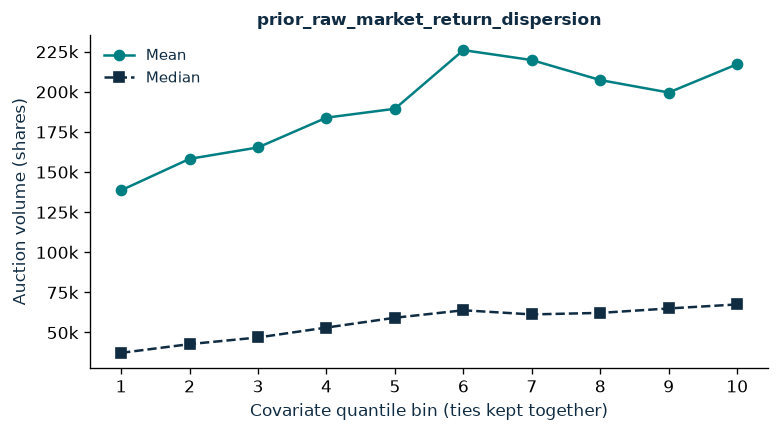 prior_raw_market_return_dispersion
Mean
Median
Auction volume (shares)
225k
200k
175k
150k
125k
100k
75k
50k
1 2 3 4 5 6 7 8 9 10
Covariate quantile bin (ties kept together)